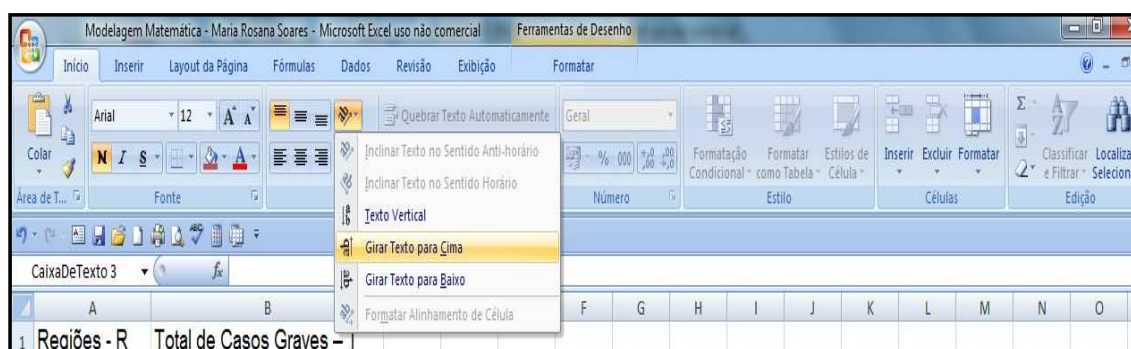 Modelagem Matemática - Maria Rosana Soares - Microsoft Excel uso não comercial
Ferramentas de Desenho
Início Inserir Layout da Página Fórmulas Dados Revisão Exibição Formatar
Arial 12 A A Quebrar Texto Automaticamente Geral Σ
Colar N I S A % 000 Formatação Condicional Formatar como Tabela Estilos de Célula Inserir Excluir Formatar Classificar e Filtrar Localiza Selecion
Área de T... Fonte Número Estilo Células Edição
Inclinar Texto no Sentido Anti-horário
Inclinar Texto no Sentido Horário
Texto Vertical
Girar Texto para Cima
Girar Texto para Baixo
Formatar Alinhamento de Célula
CaixaDeTexto 3 fx
A B F G H I J K L M N O
1 Regiões - R Total de Casos Graves –